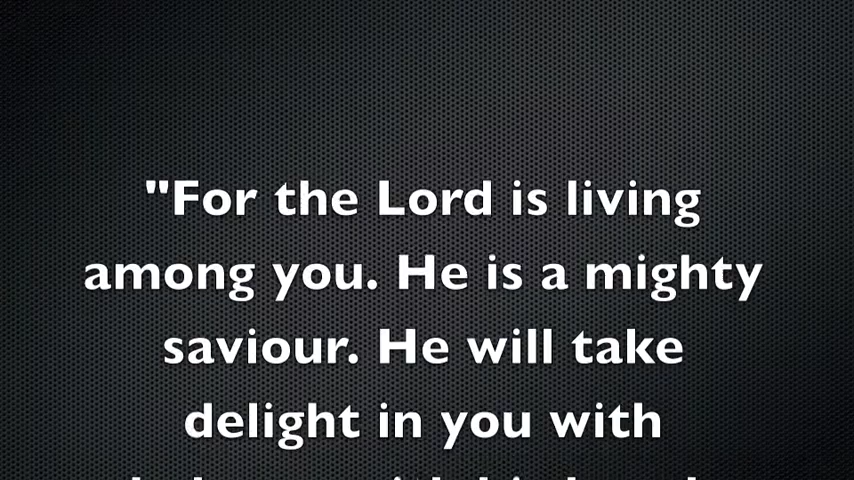 "For the Lord is living
among you. He is a mighty
saviour. He will take
delight in you with